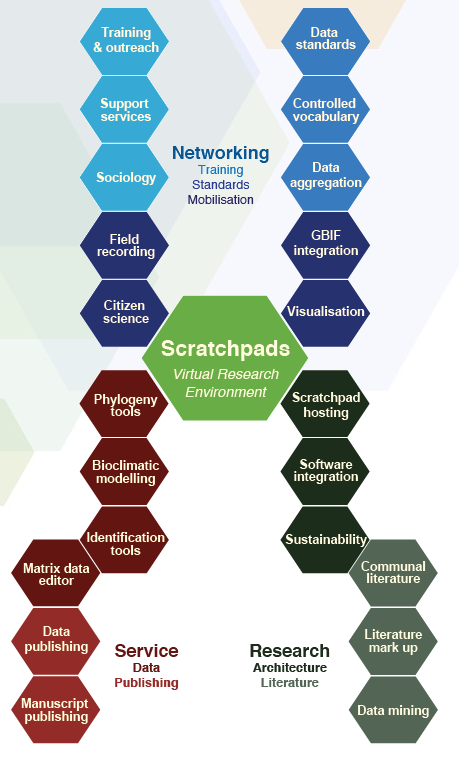 Training
& outreach
Data
standards
Support
services
Controlled
vocabulary
Networking
Training
Standards
Mobilisation
Sociology
Data
aggregation
Field
recording
GBIF
integration
Citizen
science
Visualisation
Scratchpads
Virtual Research
Environment
Phylogeny
tools
Scratchpad
hosting
Bioclimatic
modelling
Software
integration
Identification
tools
Sustainability
Matrix data
editor
Communal
literature
Data
publishing
Service
Data
Publishing
Research
Architecture
Literature
Literature
mark up
Manuscript
publishing
Data mining